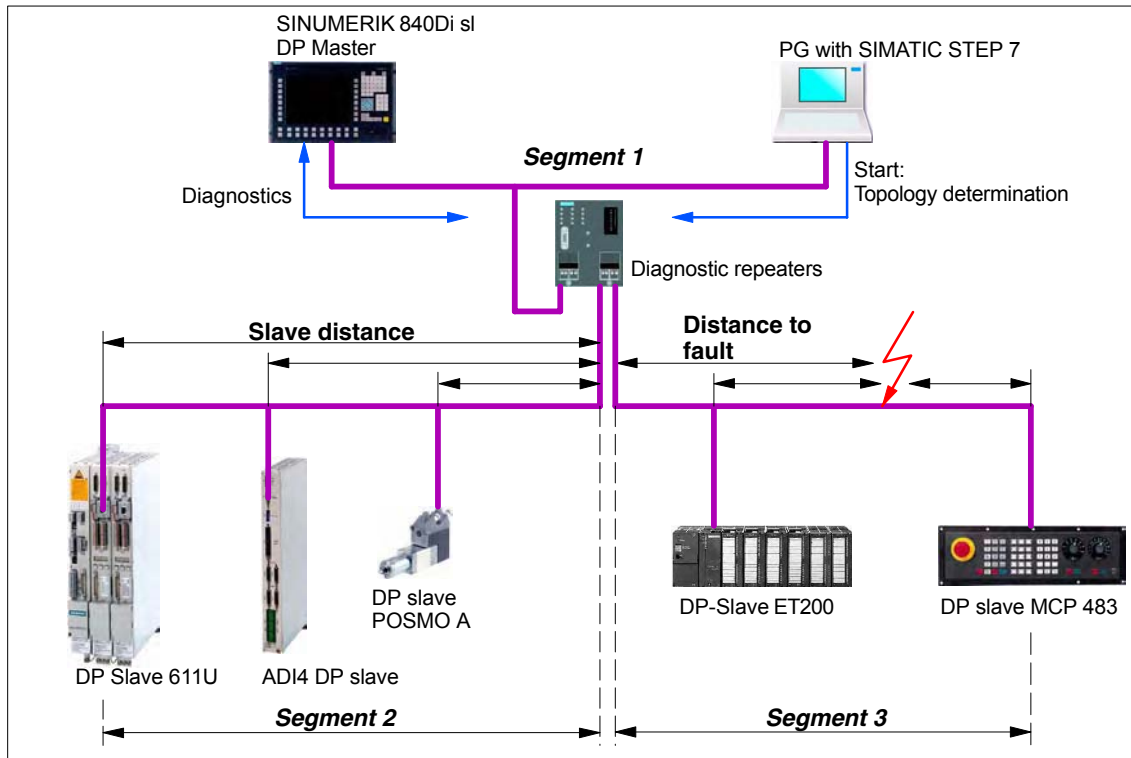 SINUMERIK 840Di sl
DP Master
PG with SIMATIC STEP 7
Segment 1
Diagnostics
Start:
Topology determination
Diagnostic repeaters
Slave distance
Distance to
fault
DP slave
POSMO A
DP-Slave ET200
DP slave MCP 483
DP Slave 611U
ADI4 DP slave
Segment 2
Segment 3